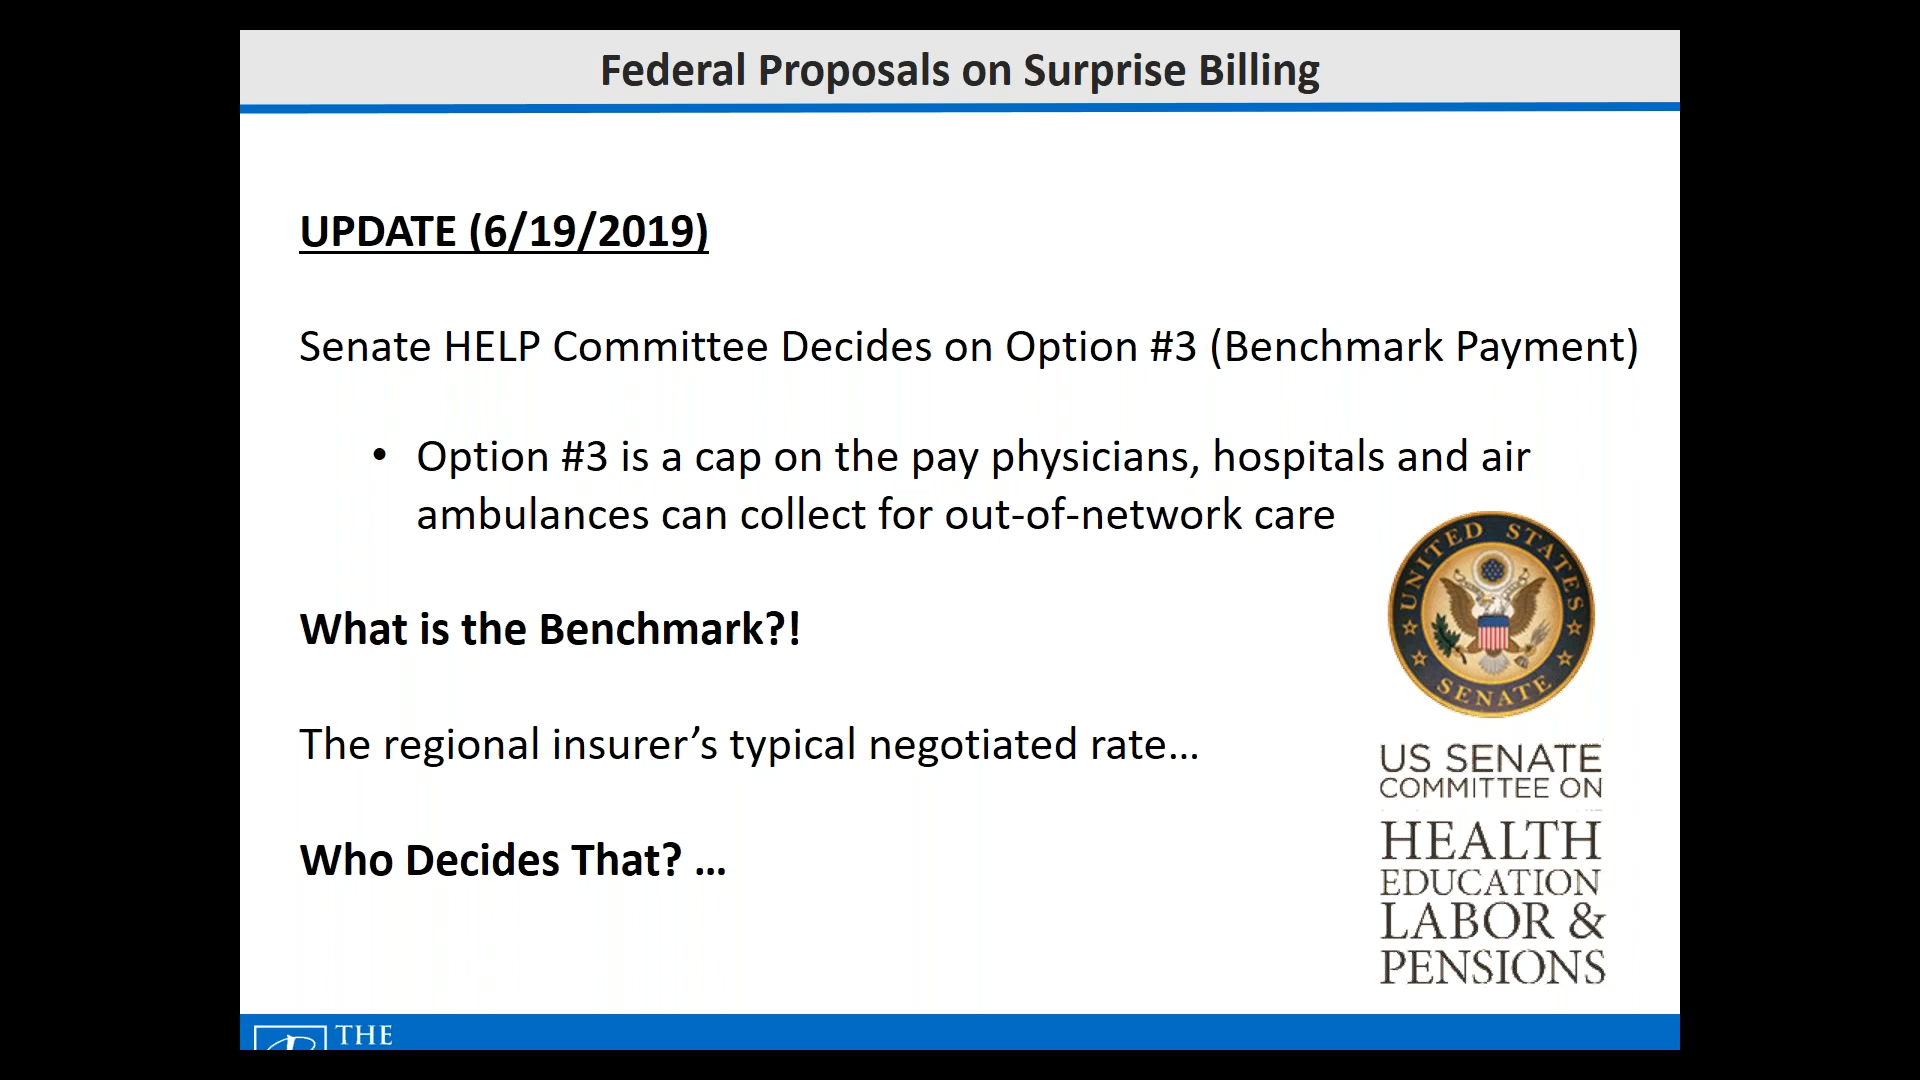 Federal Proposals on Surprise Billing
UPDATE (6/19/2019)
Senate HELP Committee Decides on Option #3 (Benchmark Payment)
• Option #3 is a cap on the pay physicians, hospitals and air
ambulances can collect for out-of-network care
What is the Benchmark?!
The regional insurer’s typical negotiated rate…
Who Decides That? …
UNITED STATES
SENATE
US SENATE
COMMITTEE ON
HEALTH
EDUCATION
LABOR &
PENSIONS
THE